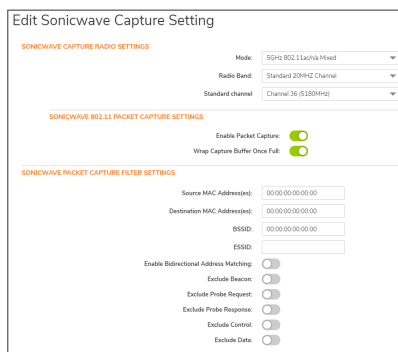 Edit Sonicwave Capture Setting
SONICWAVE CAPTURE RADIO SETTINGS
Mode: 5GHz 802.11ac/n/a Mixed
Radio Band: Standard 20MHZ Channel
Standard channel Channel 36 (5180MHz)
SONICWAVE 802.11 PACKET CAPTURE SETTINGS
Enable Packet Capture:
Wrap Capture Buffer Once Full:
SONICWAVE PACKET CAPTURE FILTER SETTINGS
Source MAC Address(es): 00:00:00:00:00:00
Destination MAC Address(es): 00:00:00:00:00:00
BSSID: 00:00:00:00:00:00
ESSID:
Enable Bidirectional Address Matching:
Exclude Beacon:
Exclude Probe Request:
Exclude Probe Response:
Exclude Control:
Exclude Data: